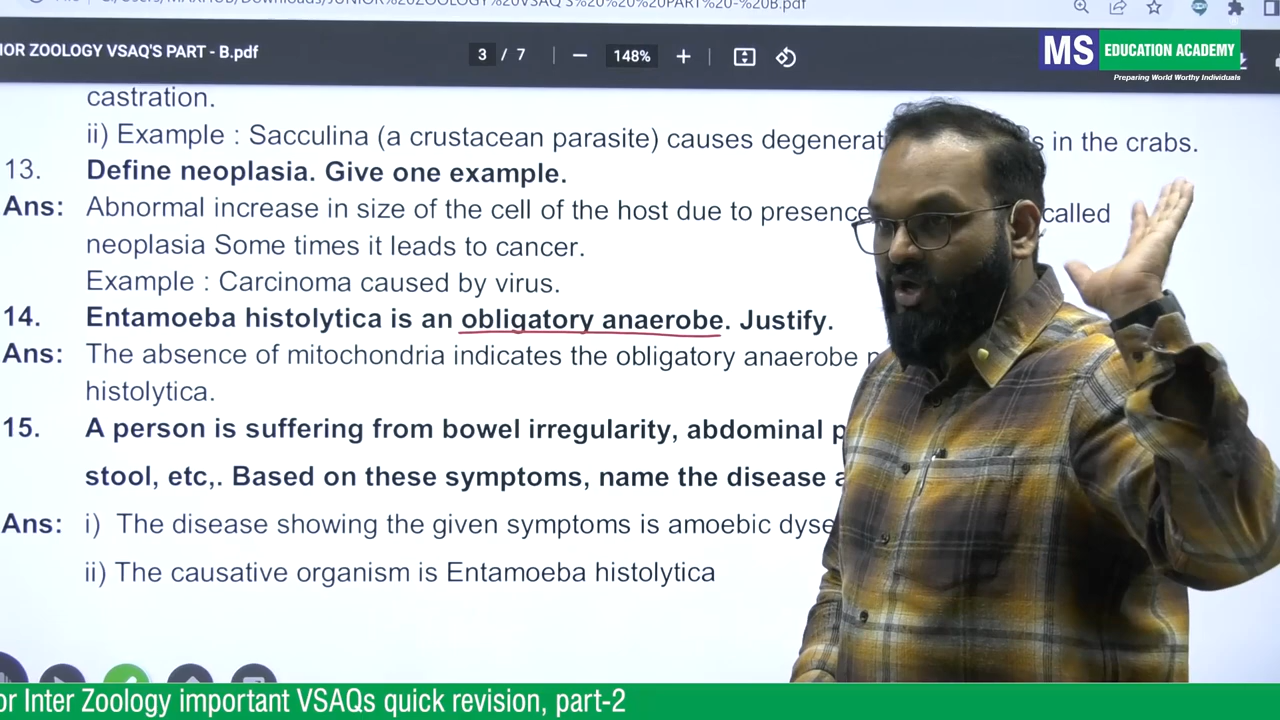 IOR ZOOLOGY VSAQ'S PART - B.pdf
3 / 7
148%
MS EDUCATION ACADEMY
Preparing World Worthy Individuals
castration.
ii) Example : Sacculina (a crustacean parasite) causes in the crabs.
13. Define neoplasia. Give one example.
Ans: Abnormal increase in size of the cell of the host due to presence called
neoplasia Some times it leads to cancer.
Example : Carcinoma caused by virus.
14. Entamoeba histolytica is an obligatory anaerobe. Justify.
Ans: The absence of mitochondria indicates the obligatory anaerobe
histolytica.
15. A person is suffering from bowel irregularity, abdominal
stool, etc,. Based on these symptoms, name the disease
Ans: i) The disease showing the given symptoms is amoebic
ii) The causative organism is Entamoeba histolytica
Inter Zoology important VSAQs quick revision, part-2